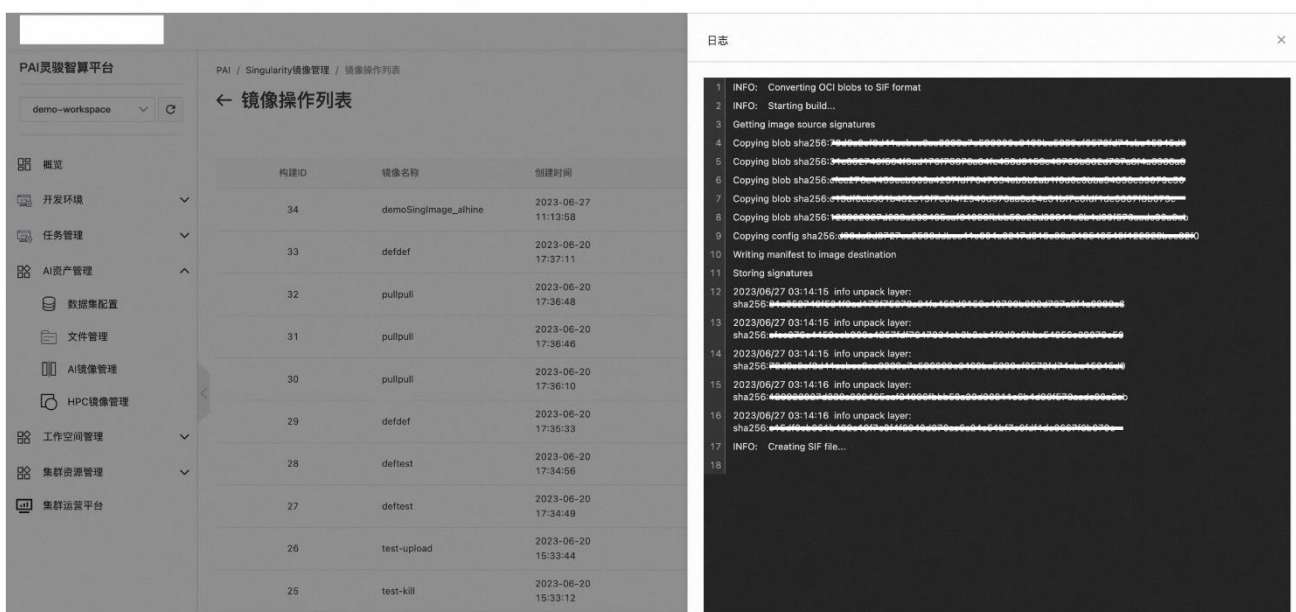 PAI灵骏智算平台
demo-workspace
概览
开发环境
任务管理
AI资产管理
数据集配置
文件管理
AI镜像管理
HPC镜像管理
工作空间管理
集群资源管理
集群运营平台
PAI / Singularity镜像管理 / 镜像操作列表
← 镜像操作列表
构建ID 镜像名称 创建时间
34 demoSingImage_alhine 2023-06-27
11:13:58
33 defdef 2023-06-20
17:37:11
32 pullpull 2023-06-20
17:36:48
31 pullpull 2023-06-20
17:36:46
30 pullpull 2023-06-20
17:36:10
29 defdef 2023-06-20
17:35:33
28 deftest 2023-06-20
17:34:56
27 deftest 2023-06-20
17:34:49
26 test-upload 2023-06-20
15:33:44
25 test-kill 2023-06-20
15:33:12
日志
1 INFO: Converting OCI blobs to SIF format
2 INFO: Starting build...
3 Getting image source signatures
4 Copying blob sha256:
5 Copying blob sha256:
6 Copying blob sha256:
7 Copying blob sha256:
8 Copying blob sha256:
9 Copying config sha256:
10 Writing manifest to image destination
11 Storing signatures
12 2023/06/27 03:14:15 info unpack layer:
sha256:
13 2023/06/27 03:14:15 info unpack layer:
sha256:
14 2023/06/27 03:14:15 info unpack layer:
sha256:
15 2023/06/27 03:14:16 info unpack layer:
sha256:
16 2023/06/27 03:14:16 info unpack layer:
sha256:
17 INFO: Creating SIF file...
18